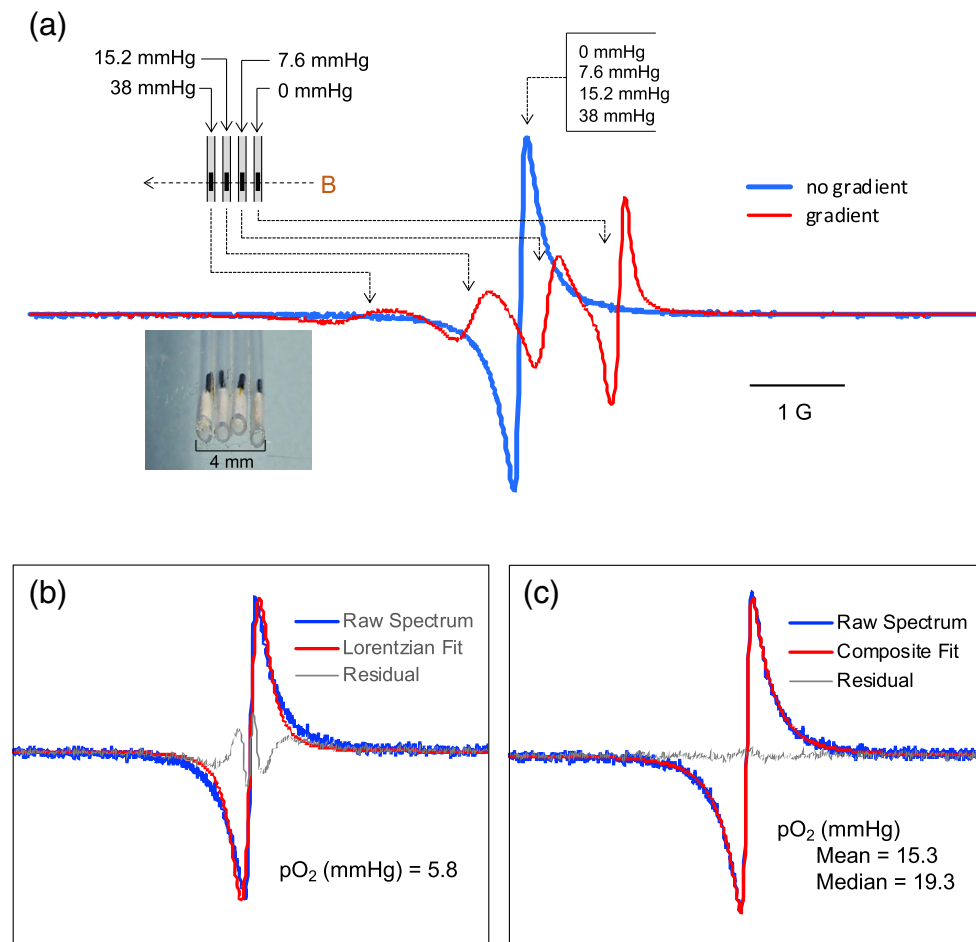 (a)
15.2 mmHg
7.6 mmHg
38 mmHg
0 mmHg
B
0 mmHg
7.6 mmHg
15.2 mmHg
38 mmHg
no gradient
gradient
1 G
4 mm
(b)
Raw Spectrum
Lorentzian Fit
Residual
pO₂ (mmHg) = 5.8
(c)
Raw Spectrum
Composite Fit
Residual
pO₂ (mmHg)
Mean = 15.3
Median = 19.3